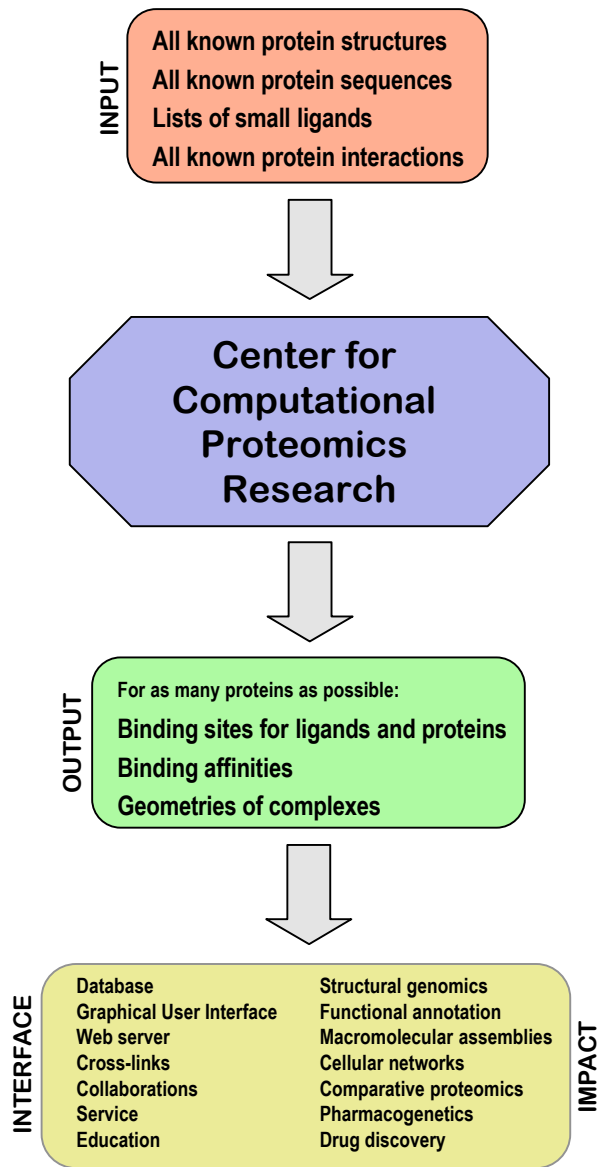 INPUT
All known protein structures
All known protein sequences
Lists of small ligands
All known protein interactions
Center for
Computational
Proteomics
Research
OUTPUT
For as many proteins as possible:
Binding sites for ligands and proteins
Binding affinities
Geometries of complexes
INTERFACE
Database
Graphical User Interface
Web server
Cross-links
Collaborations
Service
Education
Structural genomics
Functional annotation
Macromolecular assemblies
Cellular networks
Comparative proteomics
Pharmacogenetics
Drug discovery
IMPACT